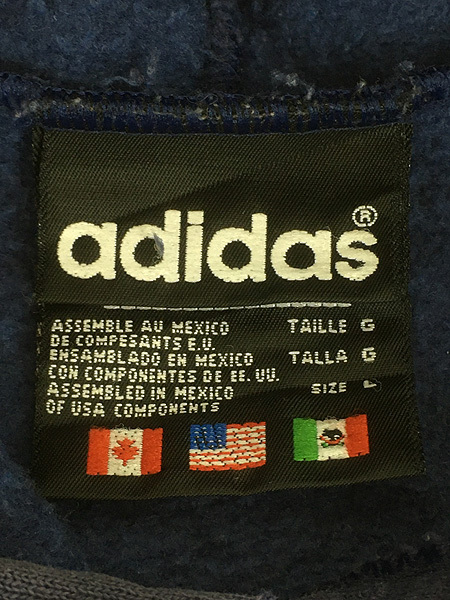 adidas®
ASSEMBLE AU MEXICO TAILLE G
DE COMPESANTS E.U.
ENSAMBLADO EN MEXICO TALLA G
CON COMPONENTES DE EE. UU.
ASSEMBLED IN MEXICO SIZE L
OF USA COMPONENTS